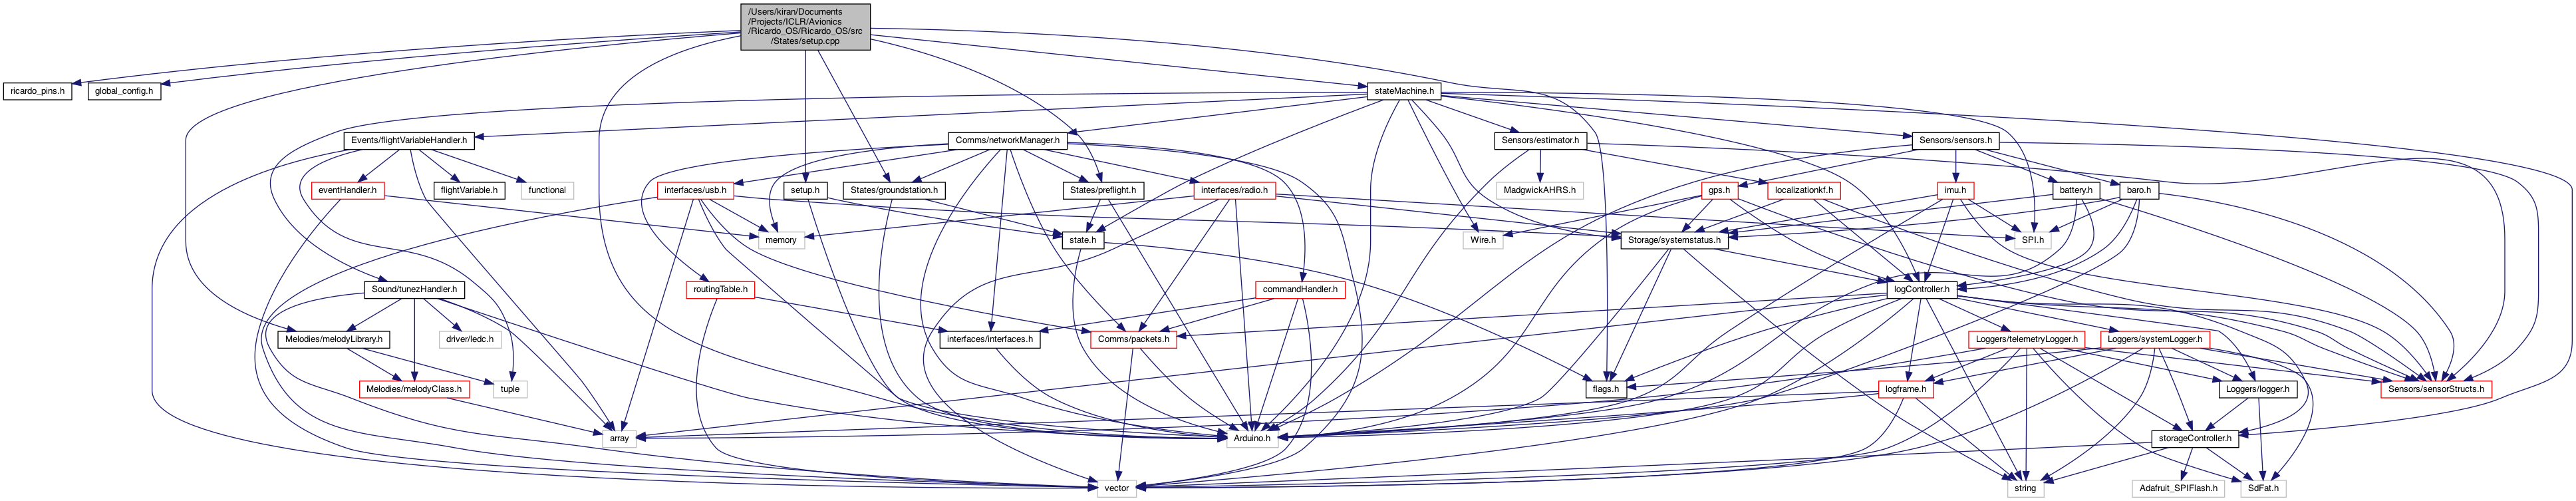 /Users/kiran/Documents
/Projects/ICLR/Avionics
/Ricardo_OS/Ricardo_OS/src
/States/setup.cpp
ricardo_pins.h
global_config.h
stateMachine.h
Events/flightVariableHandler.h
Comms/networkManager.h
Sensors/estimator.h
Sensors/sensors.h
eventHandler.h
flightVariable.h
functional
interfaces/usb.h
setup.h
States/groundstation.h
States/preflight.h
interfaces/radio.h
MadgwickAHRS.h
gps.h
localizationkf.h
imu.h
battery.h
baro.h
memory
state.h
Wire.h
Storage/systemstatus.h
SPI.h
Sound/tunezHandler.h
routingTable.h
commandHandler.h
logController.h
Melodies/melodyLibrary.h
driver/ledc.h
interfaces/interfaces.h
Comms/packets.h
Loggers/telemetryLogger.h
Loggers/systemLogger.h
Melodies/melodyClass.h
tuple
flags.h
logframe.h
Loggers/logger.h
Sensors/sensorStructs.h
array
Arduino.h
storageController.h
vector
string
Adafruit_SPIFlash.h
SdFat.h